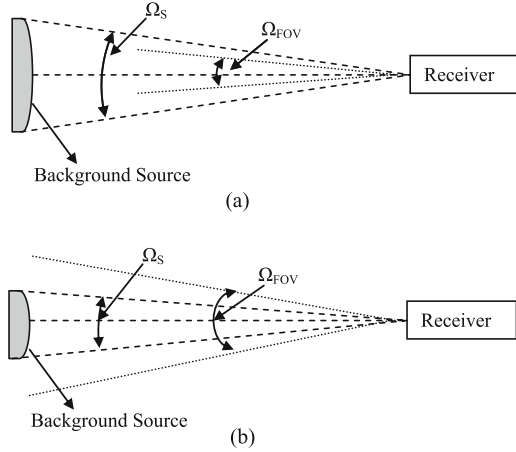 Ω_S
Ω_FOV
Receiver
Background Source
(a)
Ω_S
Ω_FOV
Receiver
Background Source
(b)